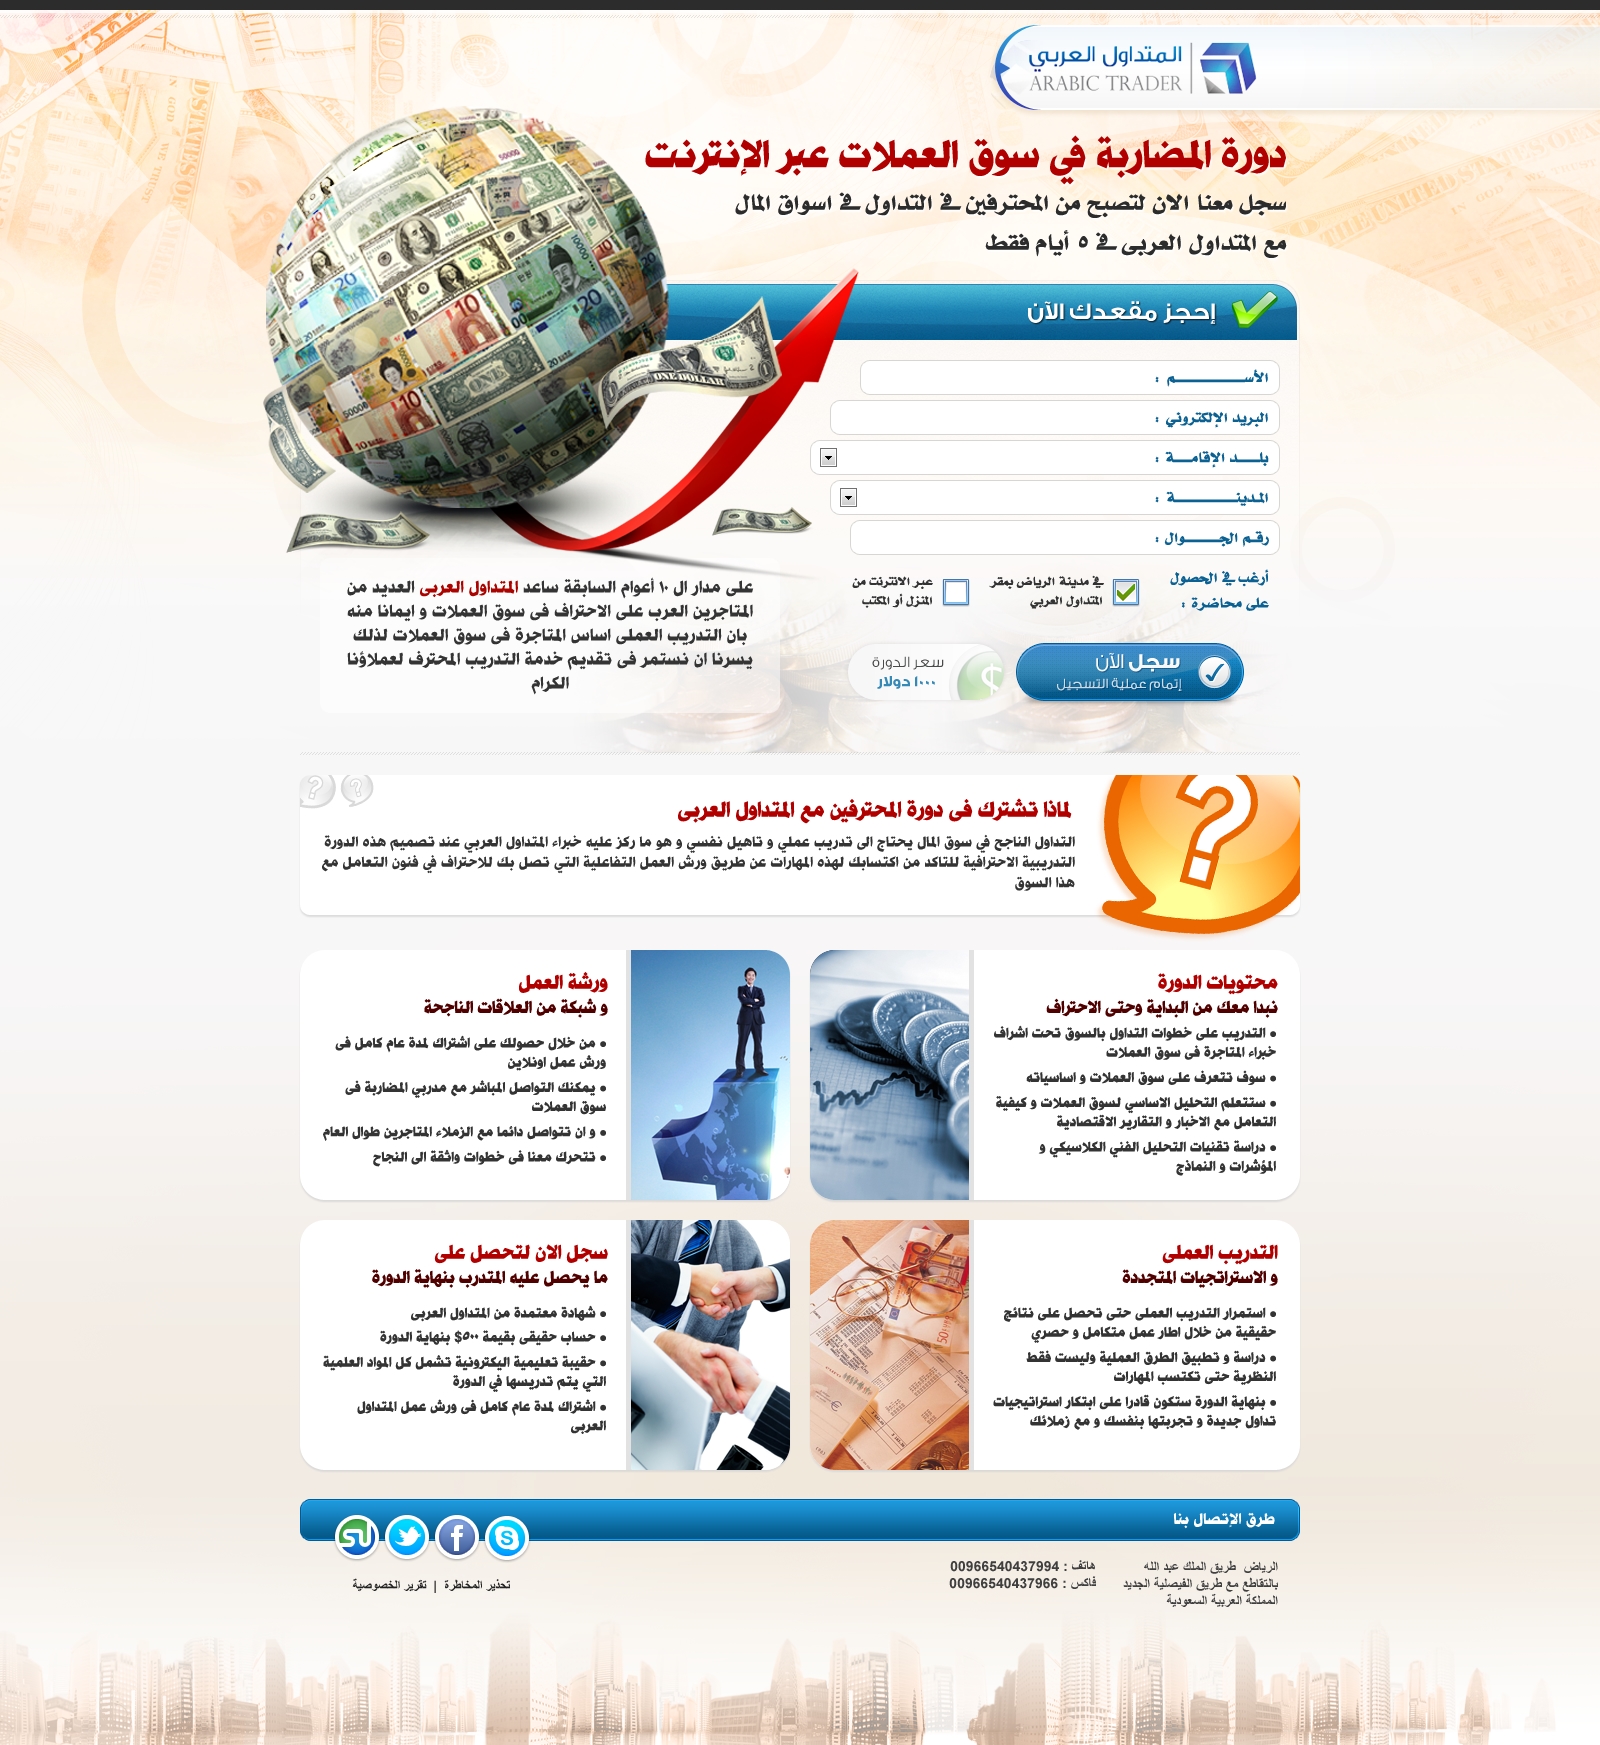 المتداول العربي
ARABIC TRADER
دورة المضاربة في سوق العملات عبر الإنترنت
سجل معنا الان لتصبح من المحترفين في التداول في اسواق المال
مع المتداول العربى في ٥ أيام فقط
إحجز مقعدك الآن
الأســــــــــــم :
البريد الإلكتروني :
بلـــــد الإقامــــة :
المدينـــــــــــــة :
رقـم الجــــــوال :
أرغب في الحصول
على محاضرة :
في مدينة الرياض بمقر
المتداول العربي
عبر الانترنت من
المنزل أو المكتب
سجل الآن
إتمام عملية التسجيل
سعر الدورة
١٠٠٠ دولار
على مدار ال ١٠ أعوام السابقة ساعد المتداول العربى العديد من
المتاجرين العرب على الاحتراف فى سوق العملات و ايمانا منه
بان التدريب العملى اساس المتاجرة فى سوق العملات لذلك
يسرنا ان نستمر فى تقديم خدمة التدريب المحترف لعملاؤنا
الكرام
لماذا تشترك فى دورة المحترفين مع المتداول العربى
التداول الناجح في سوق المال يحتاج الى تدريب عملي و تاهيل نفسي و هو ما ركز عليه خبراء المتداول العربي عند تصميم هذه الدورة
التدريبية الاحترافية للتاكد من اكتسابك لهذه المهارات عن طريق ورش العمل التفاعلية التي تصل بك للاحتراف في فنون التعامل مع
هذا السوق
محتويات الدورة
نبدا معك من البداية وحتى الاحتراف
• التدريب على خطوات التداول بالسوق تحت اشراف
خبراء المتاجرة فى سوق العملات
• سوف تتعرف على سوق العملات و اساسياته
• ستتعلم التحليل الاساسي لسوق العملات و كيفية
التعامل مع الاخبار و التقارير الاقتصادية
• دراسة تقنيات التحليل الفني الكلاسيكي و
المؤشرات و النماذج
ورشة العمل
و شبكة من العلاقات الناجحة
• من خلال حصولك على اشتراك لمدة عام كامل فى
ورش عمل اونلاين
• يمكنك التواصل المباشر مع مدربي المضاربة فى
سوق العملات
• و ان تتواصل دائما مع الزملاء المتاجرين طوال العام
• تتحرك معنا فى خطوات واثقة الى النجاح
التدريب العملى
و الاستراتجيات المتجددة
• استمرار التدريب العملى حتى تحصل على نتائج
حقيقية من خلال اطار عمل متكامل و حصري
• دراسة و تطبيق الطرق العملية وليست فقط
النظرية حتى تكتسب المهارات
• بنهاية الدورة ستكون قادرا على ابتكار استراتيجيات
تداول جديدة و تجربتها بنفسك و مع زملائك
سجل الان لتحصل على
ما يحصل عليه المتدرب بنهاية الدورة
• شهادة معتمدة من المتداول العربى
• حساب حقيقى بقيمة ٥٠٠$ بنهاية الدورة
• حقيبة تعليمية اليكترونية تشمل كل المواد العلمية
التي يتم تدريسها في الدورة
• اشتراك لمدة عام كامل فى ورش عمل المتداول
العربى
طرق الإتصال بنا
الرياض طريق الملك عبد الله
بالتقاطع مع طريق الفيصلية الجديد
المملكة العربية السعودية
هاتف : 00966540437994
فاكس : 00966540437966
تحذير المخاطرة | تقرير الخصوصية